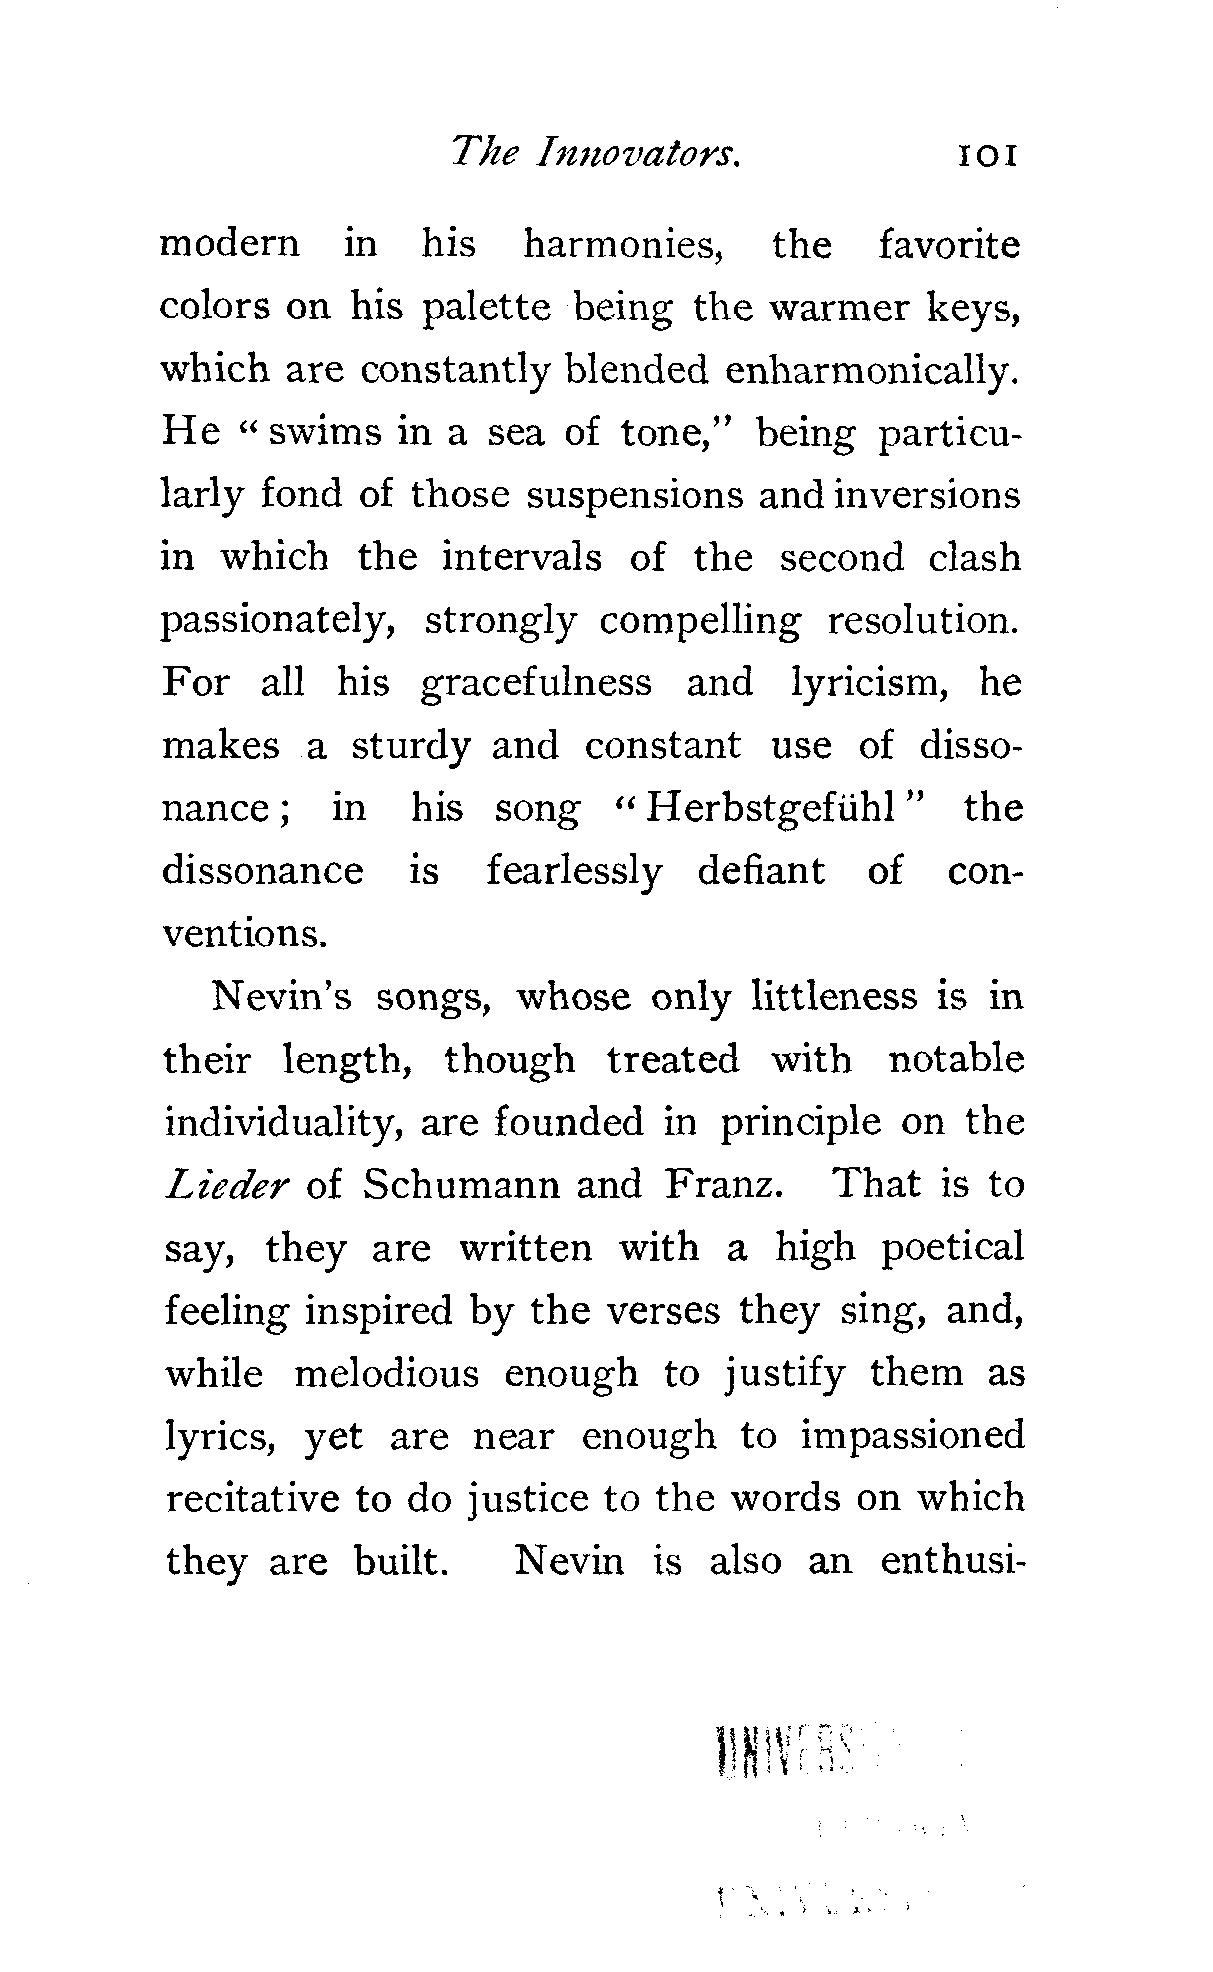 The Innovators. 101
modern in his harmonies, the favorite
colors on his palette being the warmer keys,
which are constantly blended enharmonically.
He “ swims in a sea of tone,” being particu-
larly fond of those suspensions and inversions
in which the intervals of the second clash
passionately, strongly compelling resolution.
For all his gracefulness and lyricism, he
makes a sturdy and constant use of disso-
nance ; in his song “ Herbstgefühl ” the
dissonance is fearlessly defiant of con-
ventions.
Nevin’s songs, whose only littleness is in
their length, though treated with notable
individuality, are founded in principle on the
Lieder of Schumann and Franz. That is to
say, they are written with a high poetical
feeling inspired by the verses they sing, and,
while melodious enough to justify them as
lyrics, yet are near enough to impassioned
recitative to do justice to the words on which
they are built. Nevin is also an enthusi-